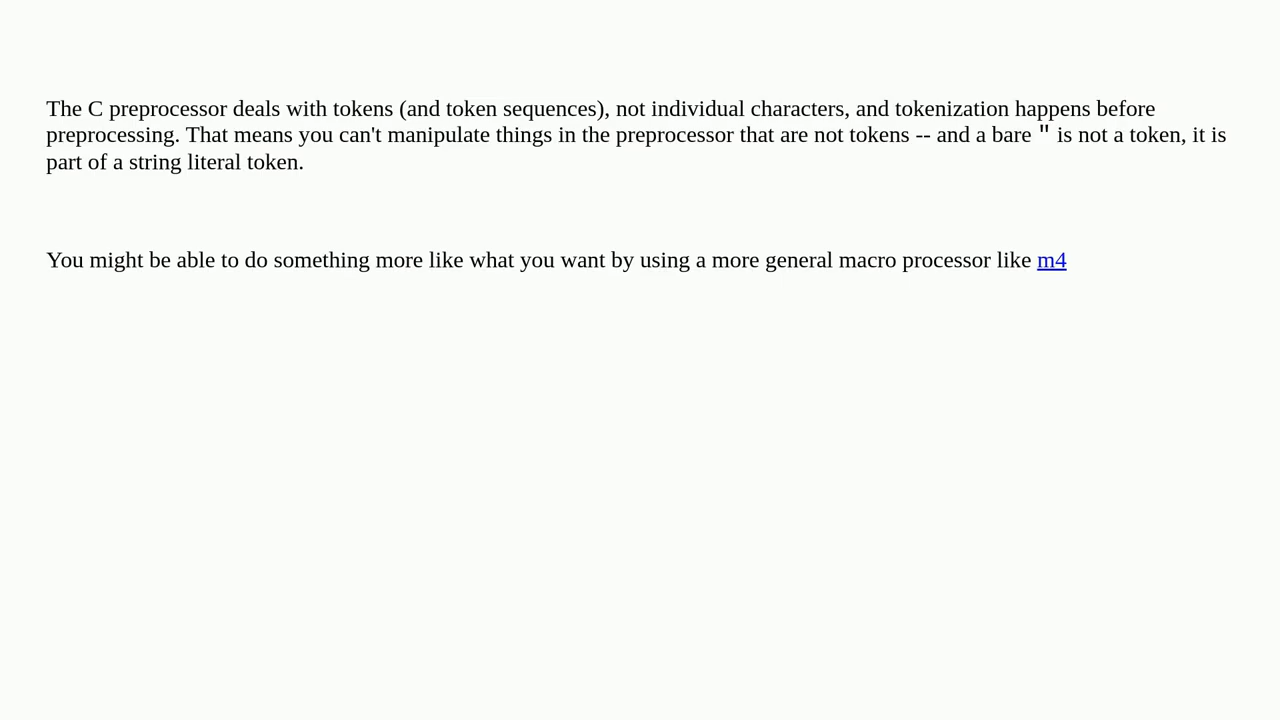 The C preprocessor deals with tokens (and token sequences), not individual characters, and tokenization happens before
preprocessing. That means you can't manipulate things in the preprocessor that are not tokens -- and a bare " is not a token, it is
part of a string literal token.
You might be able to do something more like what you want by using a more general macro processor like m4